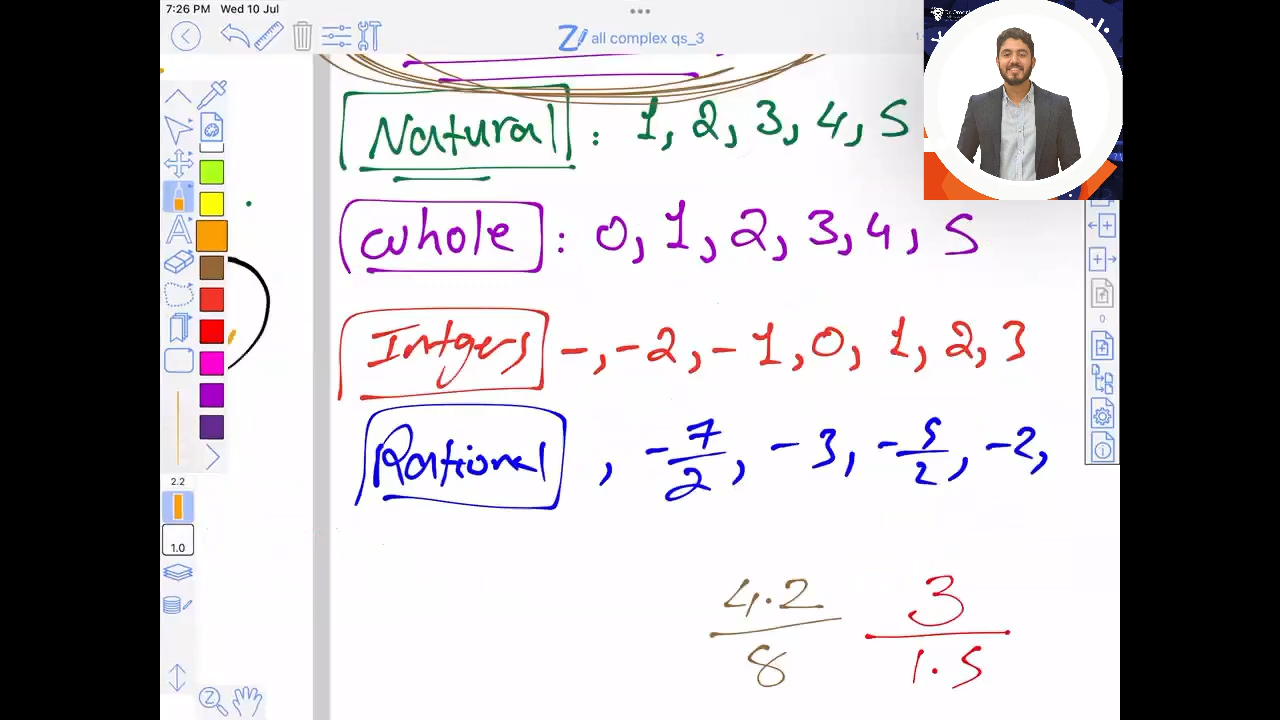 7:26 PM Wed 10 Jul
all complex qs_3
Natural : 1, 2, 3, 4, 5
whole : 0, 1, 2, 3, 4, 5
Intgers -, -2, -1, 0, 1, 2, 3
Rational , -7/2, -3, -5/2, -2,
2.2
1.0
0
4.2/8 3/1.5